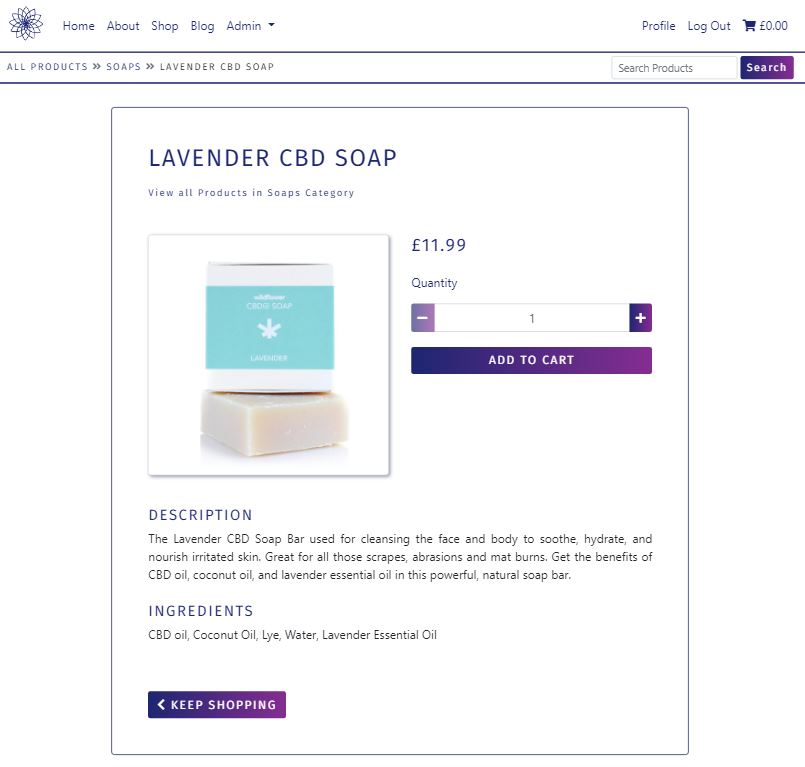 Home About Shop Blog Admin Profile Log Out £0.00
ALL PRODUCTS » SOAPS » LAVENDER CBD SOAP Search Products Search
LAVENDER CBD SOAP
View all Products in Soaps Category
£11.99
Quantity
− 1 +
ADD TO CART
wildflower
CBD@ SOAP
LAVENDER
DESCRIPTION
The Lavender CBD Soap Bar used for cleansing the face and body to soothe, hydrate, and
nourish irritated skin. Great for all those scrapes, abrasions and mat burns. Get the benefits of
CBD oil, coconut oil, and lavender essential oil in this powerful, natural soap bar.
INGREDIENTS
CBD oil, Coconut Oil, Lye, Water, Lavender Essential Oil
KEEP SHOPPING